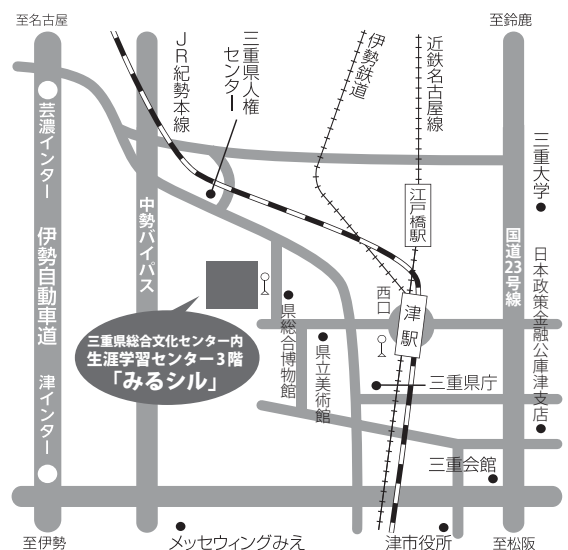 至名古屋
至鈴鹿
芸濃インター
伊勢自動車道
津インター
中勢バイパス
JR紀勢本線
三重県人権
センター
伊勢鉄道
近鉄名古屋線
江戸橋駅
三重大学
国道23号線
日本政策金融公庫津支店
西口
津駅
県総合博物館
県立美術館
三重県総合文化センター内
生涯学習センター3階
「みるシル」
三重県庁
三重会館
至伊勢
メッセウィングみえ
津市役所
至松阪